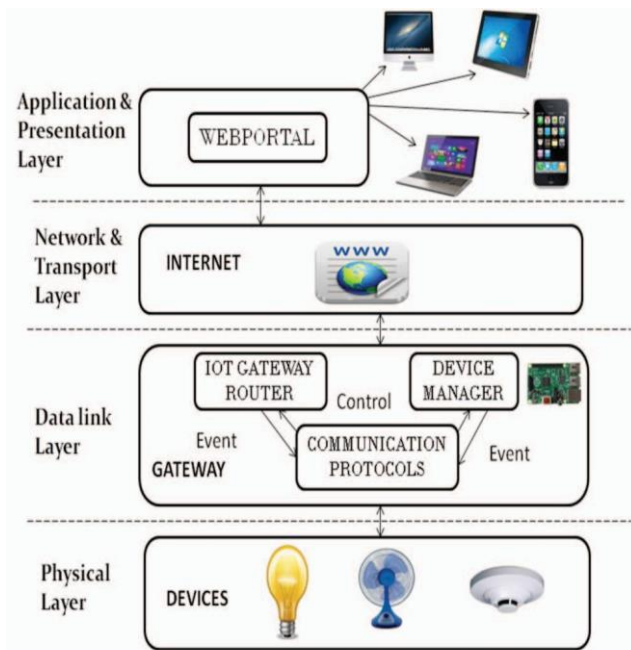 Application &
Presentation
Layer
WEBPORTAL
Network &
Transport
Layer
INTERNET
WWW
Data link
Layer
IOT GATEWAY
ROUTER
DEVICE
MANAGER
Control
Event
COMMUNICATION
PROTOCOLS
Event
GATEWAY
Physical
Layer
DEVICES